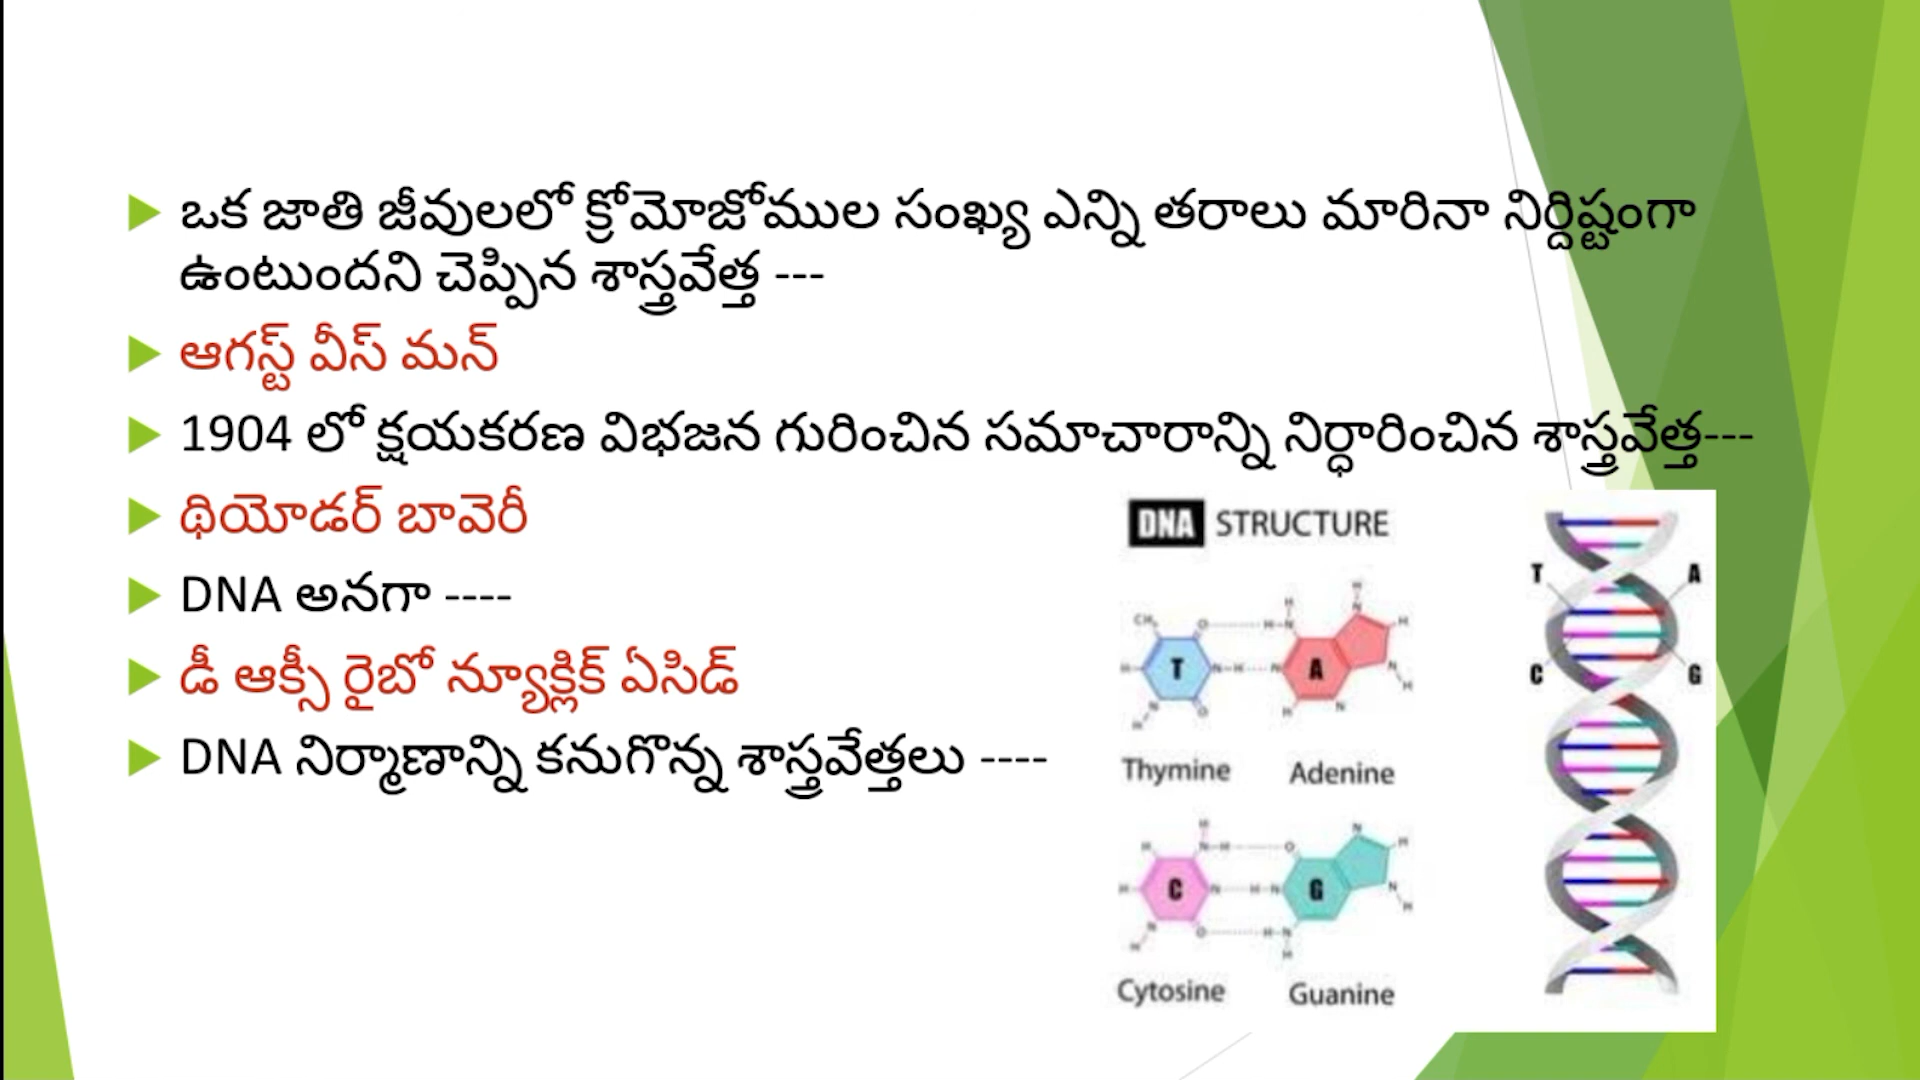 ఒక జాతి జీవులలో క్రోమోజోముల సంఖ్య ఎన్ని తరాలు మారినా నిర్దిష్టంగా
ఉంటుందని చెప్పిన శాస్త్రవేత్త ---
ఆగస్ట్ వీస్ మన్
1904 లో క్షయకరణ విభజన గురించిన సమాచారాన్ని నిర్ధారించిన శాస్త్రవేత్త---
థియోడర్ బావెరీ
DNA అనగా ----
డీ ఆక్సీ రైబో న్యూక్లిక్ ఏసిడ్
DNA నిర్మాణాన్ని కనుగొన్న శాస్త్రవేత్తలు ----
DNA STRUCTURE
T A
C G
T A
Thymine Adenine
C G
Cytosine Guanine